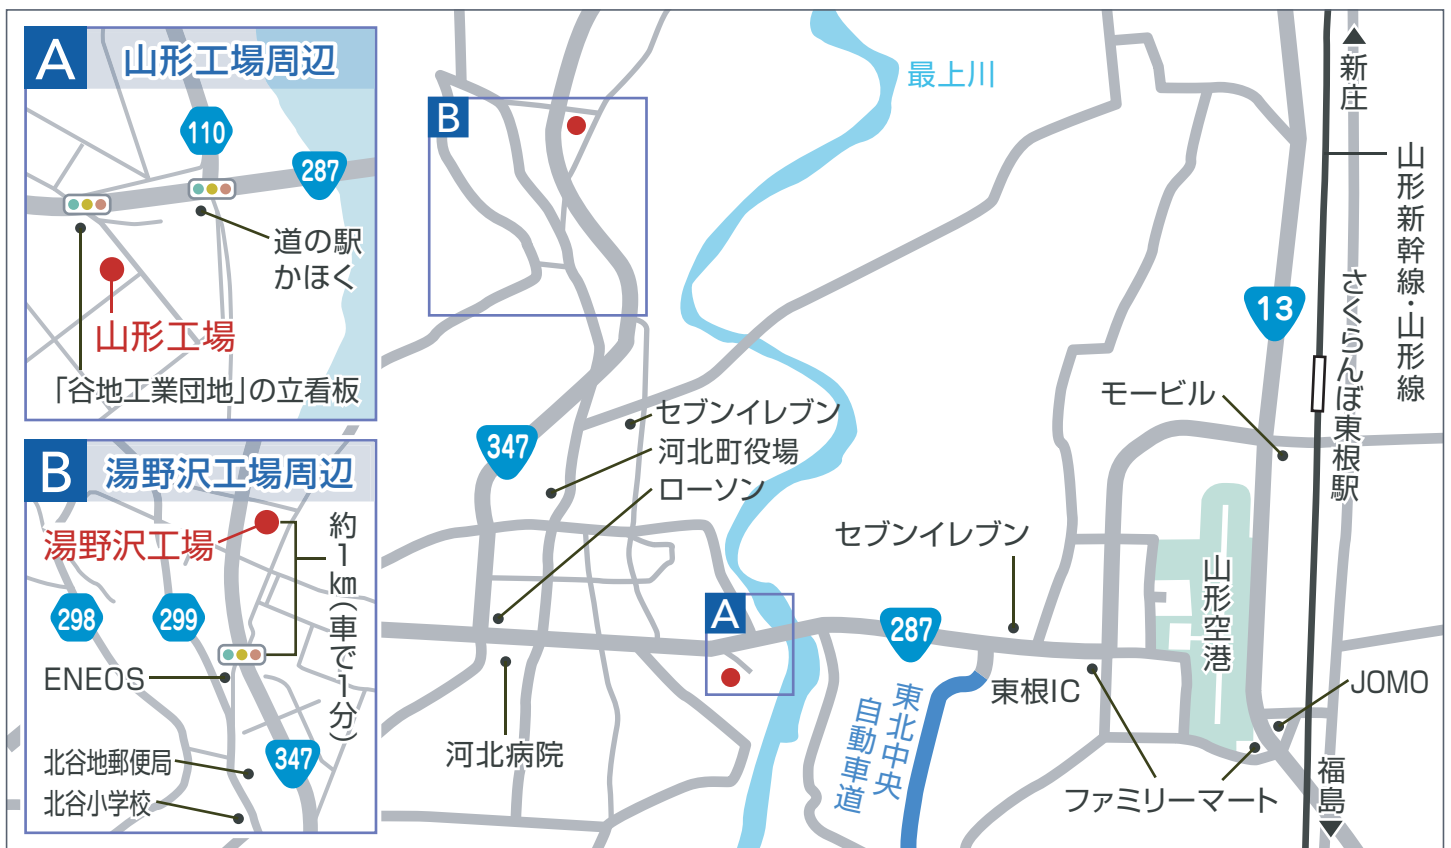 A 山形工場周辺
110
287
道の駅
かほく
山形工場
「谷地工業団地」の立看板
B 湯野沢工場周辺
湯野沢工場
約1㎞(車で1分)
298
299
ENEOS
347
北谷地郵便局
北谷小学校
B
最上川
347
セブンイレブン
河北町役場
ローソン
河北病院
A
セブンイレブン
287
東根IC
東北中央
自動車道
モービル
13
山形空港
ファミリーマート
JOMO
新庄
山形新幹線・山形線
さくらんぼ東根駅
福島